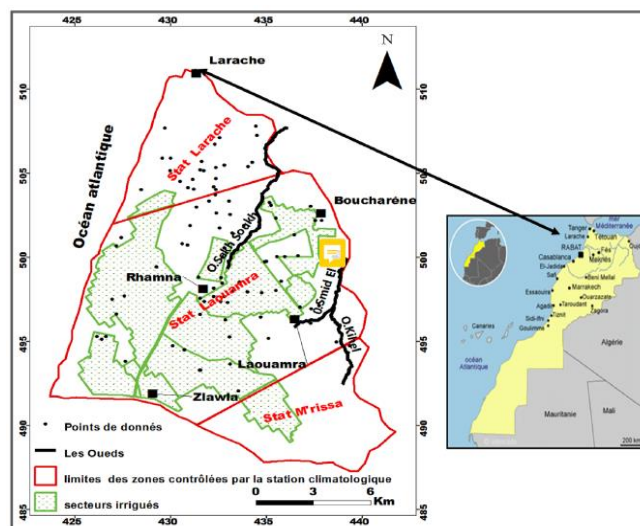 425
430
435
440
Larache
510
505
500
495
490
485
510
505
500
495
490
485
Océan atlantique
Stat Larache
Boucharéne
O.Selth Soukh
Rhamna
Stat Laouamra
O.Smid El
O.Kihel
Laouamra
Zlawla
Stat M'rissa
Points de donnés
Les Oueds
limites des zones contrôlées par la station climatologique
secteurs irrigués
0 3 6
Km
425
430
435
440
mer
Méditerranée
Tanger
Tétouan
Larache
RABAT
Fès
Casablanca
Meknès
El-Jadida
Safi
Beni Mellal
Marrakech
Essaouira
Ouarzazate
Agadir
Taroudant
Zagora
Tiznit
Sidi-Ifni
Goulimine
Canaries
océan
Atlantique
Algérie
Mauritanie
Mali
200 km